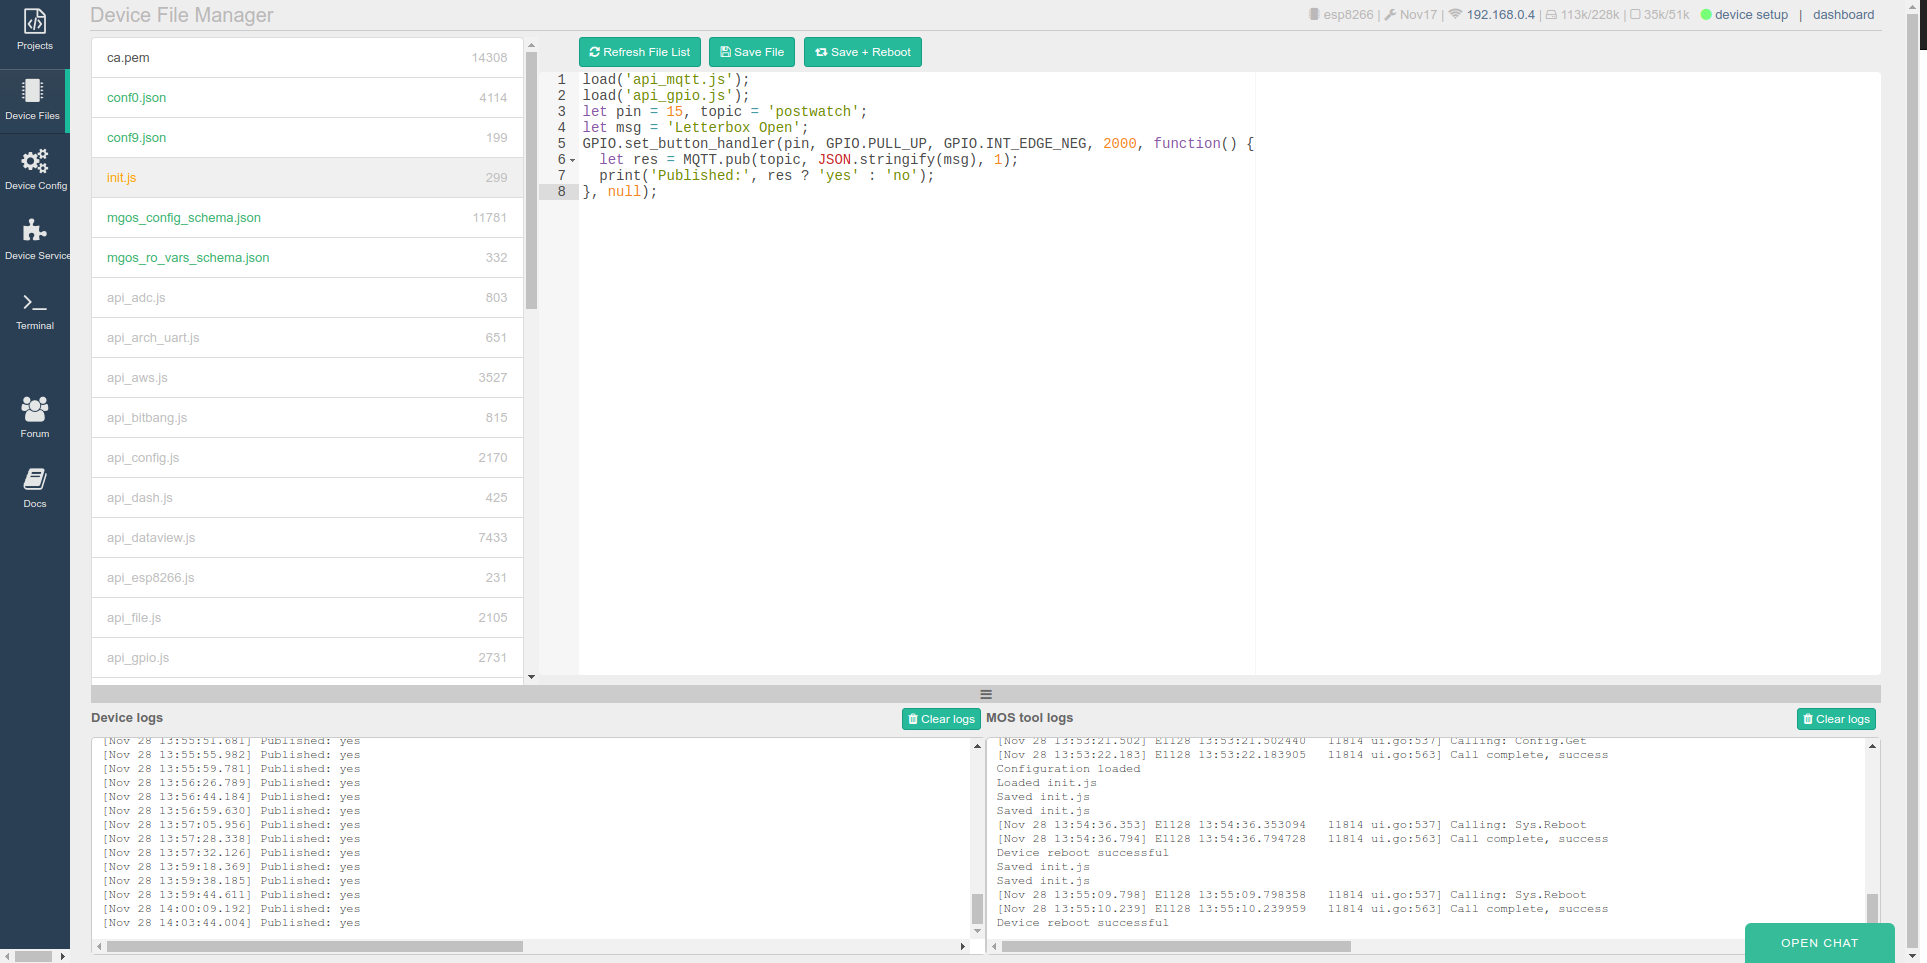 Projects
Device Files
Device Config
Device Service
Terminal
Forum
Docs
Device File Manager
esp8266 | Nov17 | 192.168.0.4 | 113k/228k | 35k/51k device setup | dashboard
ca.pem 14308
conf0.json 4114
conf9.json 199
init.js 299
mgos_config_schema.json 11781
mgos_ro_vars_schema.json 332
api_adc.js 803
api_arch_uart.js 651
api_aws.js 3527
api_bitbang.js 815
api_config.js 2170
api_dash.js 425
api_dataview.js 7433
api_esp8266.js 231
api_file.js 2105
api_gpio.js 2731
Refresh File List Save File Save + Reboot
1 load('api_mqtt.js');
2 load('api_gpio.js');
3 let pin = 15, topic = 'postwatch';
4 let msg = 'Letterbox Open';
5 GPIO.set_button_handler(pin, GPIO.PULL_UP, GPIO.INT_EDGE_NEG, 2000, function() {
6 let res = MQTT.pub(topic, JSON.stringify(msg), 1);
7 print('Published:', res ? 'yes' : 'no');
8 }, null);
Device logs Clear logs
[Nov 28 13:55:51.681] Published: yes
[Nov 28 13:55:55.982] Published: yes
[Nov 28 13:55:59.781] Published: yes
[Nov 28 13:56:26.789] Published: yes
[Nov 28 13:56:44.184] Published: yes
[Nov 28 13:56:59.630] Published: yes
[Nov 28 13:57:05.956] Published: yes
[Nov 28 13:57:28.338] Published: yes
[Nov 28 13:57:32.126] Published: yes
[Nov 28 13:59:18.369] Published: yes
[Nov 28 13:59:38.185] Published: yes
[Nov 28 13:59:44.611] Published: yes
[Nov 28 14:00:09.192] Published: yes
[Nov 28 14:03:44.004] Published: yes
MOS tool logs Clear logs
[Nov 28 13:53:21.502] E1128 13:53:21.502440 11814 ui.go:537] Calling: Config.Get
[Nov 28 13:53:22.183] E1128 13:53:22.183905 11814 ui.go:563] Call complete, success
Configuration loaded
Loaded init.js
Saved init.js
Saved init.js
[Nov 28 13:54:36.353] E1128 13:54:36.353094 11814 ui.go:537] Calling: Sys.Reboot
[Nov 28 13:54:36.794] E1128 13:54:36.794728 11814 ui.go:563] Call complete, success
Device reboot successful
Saved init.js
Saved init.js
[Nov 28 13:55:09.798] E1128 13:55:09.798358 11814 ui.go:537] Calling: Sys.Reboot
[Nov 28 13:55:10.239] E1128 13:55:10.239959 11814 ui.go:563] Call complete, success
Device reboot successful
OPEN CHAT